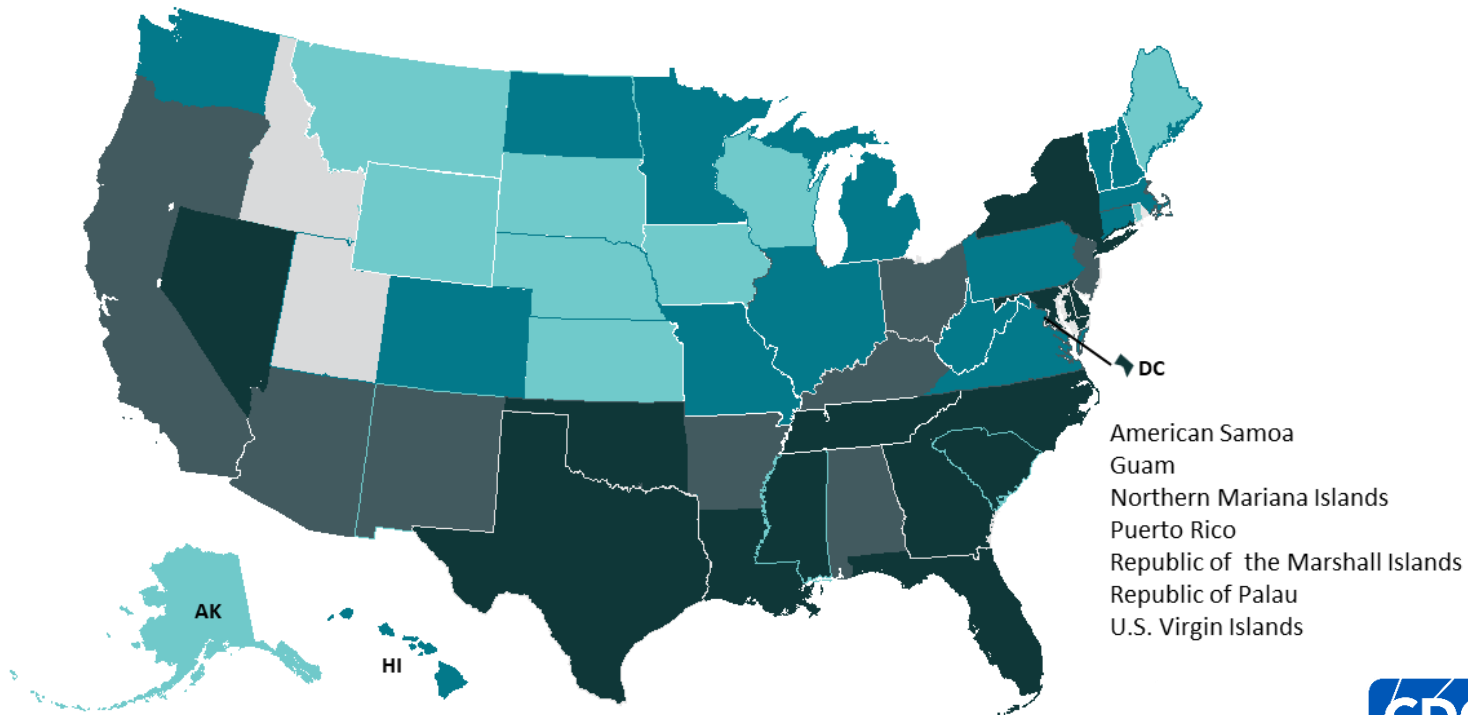 DC
American Samoa
Guam
Northern Mariana Islands
Puerto Rico
Republic of  the Marshall Islands
Republic of Palau
U.S. Virgin Islands
AK
HI